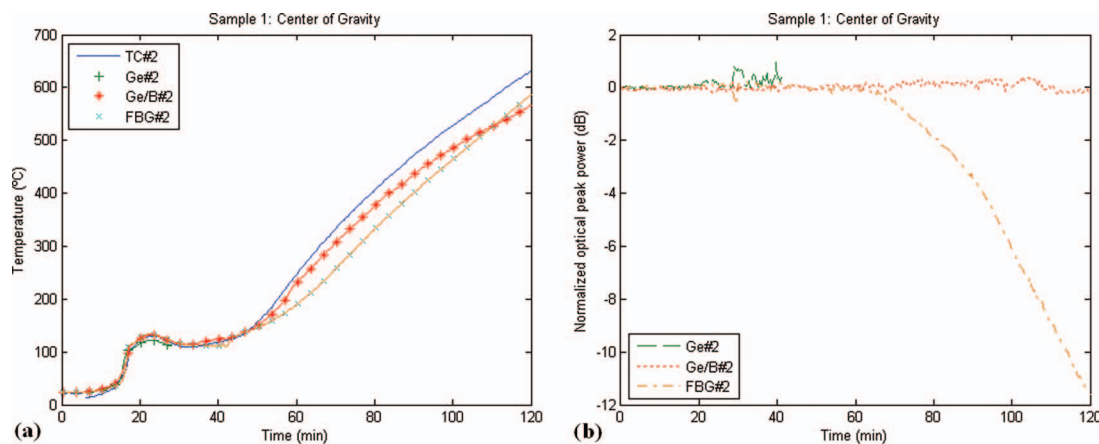 Sample 1: Center of Gravity
700
600
500
400
300
200
100
0
Temperature (ºC)
TC#2
Ge#2
Ge/B#2
FBG#2
0 20 40 60 80 100 120
Time (min)
(a)
Sample 1: Center of Gravity
2
0
-2
-4
-6
-8
-10
-12
Normalized optical peak power (dB)
Ge#2
Ge/B#2
FBG#2
0 20 40 60 80 100 120
Time (min)
(b)